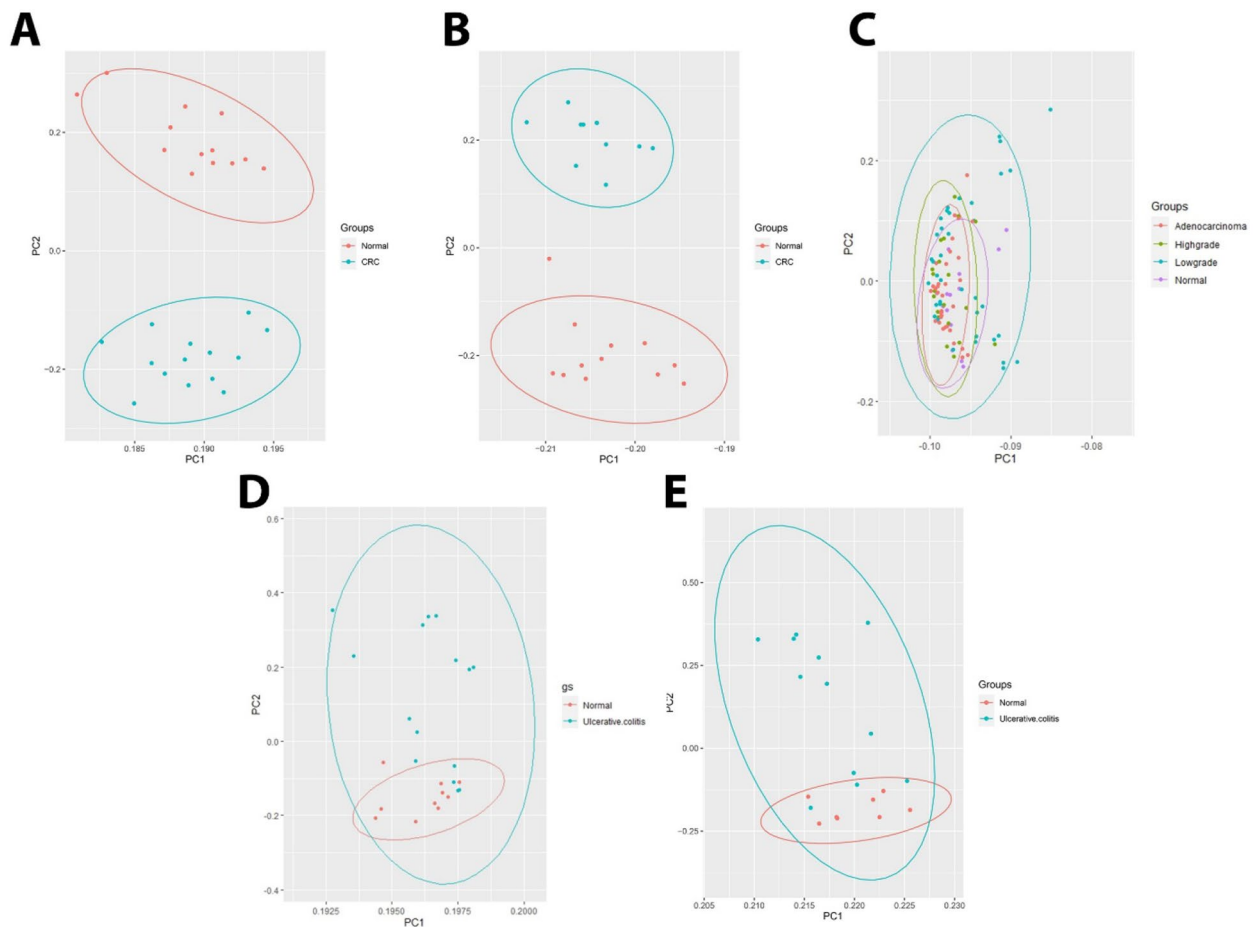 A
PC2
0.2
0.0
−0.2
0.185
0.190
0.195
PC1
Groups
Normal
CRC
B
PC2
0.2
0.0
−0.2
−0.21
−0.20
−0.19
PC1
Groups
Normal
CRC
C
PC2
0.2
0.0
-0.2
-0.10
-0.09
-0.08
PC1
Groups
Adenocarcinoma
Highgrade
Lowgrade
Normal
D
PC2
0.6
0.4
0.2
0.0
-0.2
-0.4
0.1925
0.1950
0.1975
0.2000
PC1
gs
Normal
Ulcerative.colitis
E
PC2
0.50
0.25
0.00
−0.25
0.205
0.210
0.215
0.220
0.225
0.230
PC1
Groups
Normal
Ulcerative.colitis